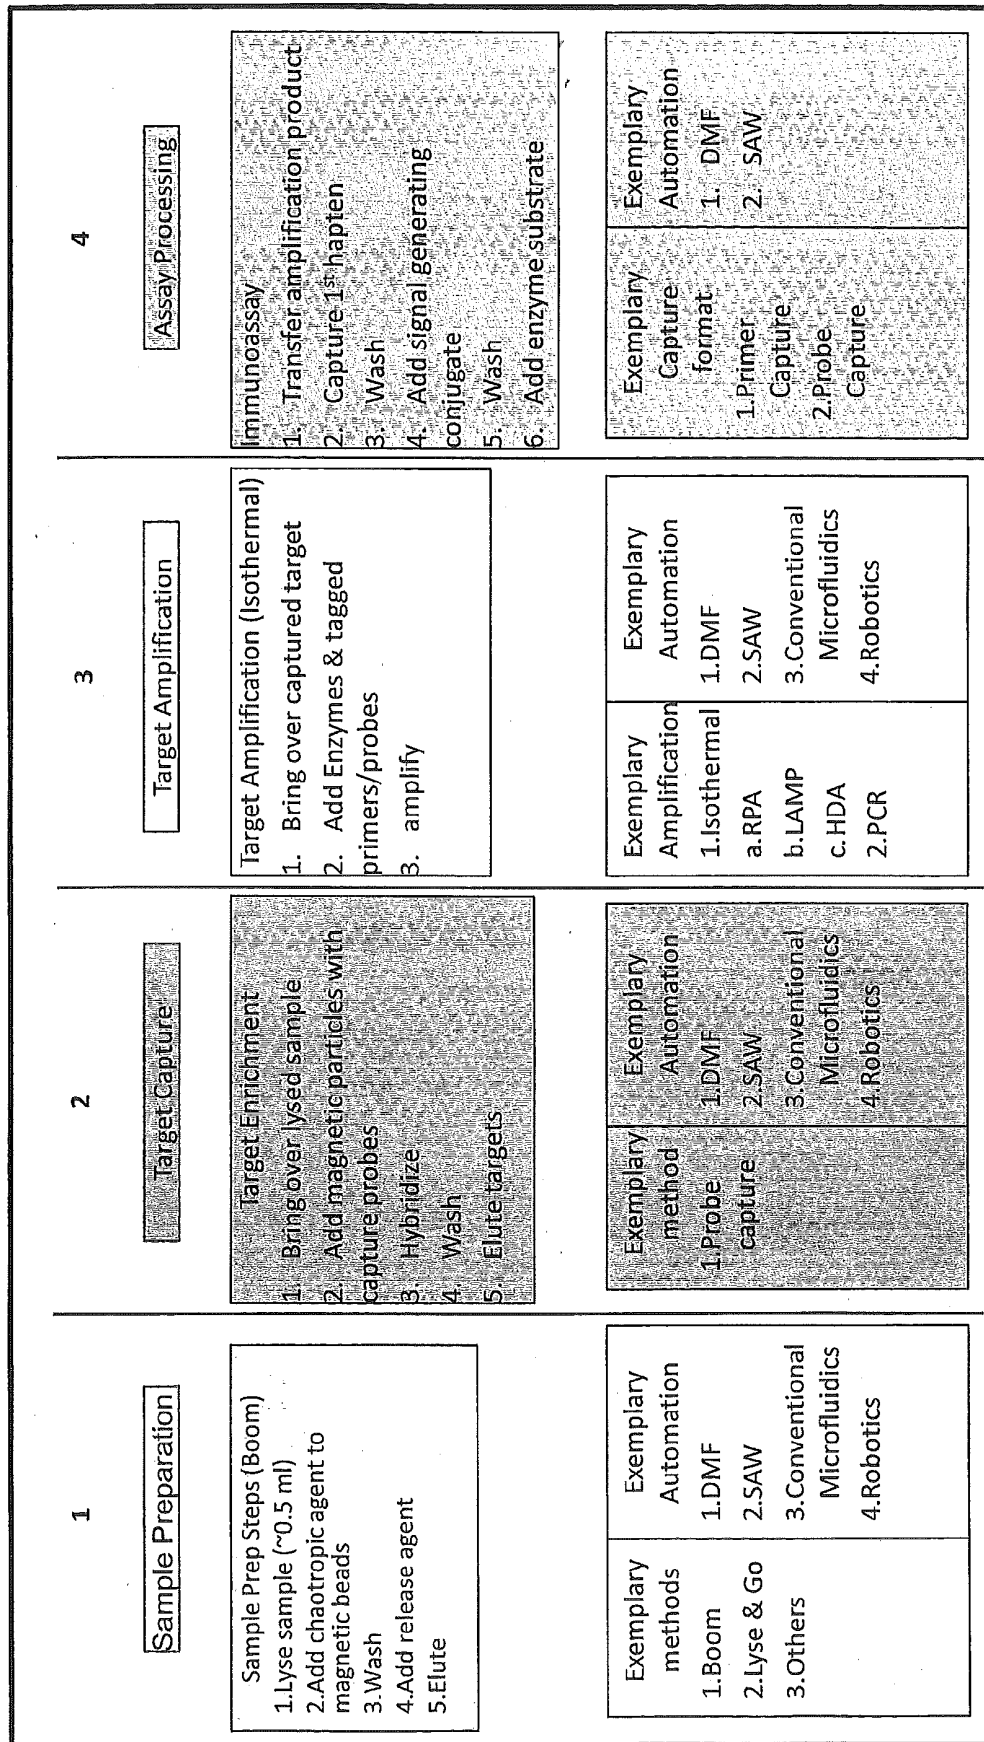 1
Sample Preparation
Sample Prep Steps (Boom)
1.Lyse sample (~0.5 ml)
2.Add chaotropic agent to
magnetic beads
3.Wash
4.Add release agent
5.Elute
Exemplary
methods
1.Boom
2.Lyse & Go
3.Others
Exemplary
Automation
1.DMF
2.SAW
3.Conventional
Microfluidics
4.Robotics
2
Target Capture
Target Enrichment
1. Bring over lysed sample
2. Add magnetic particles with
capture probes
3. Hybridize
4. Wash
5. Elute targets
Exemplary
method
1.Probe
capture
Exemplary
Automation
1.DMF
2.SAW
3.Conventional
Microfluidics
4.Robotics
3
Target Amplification
Target Amplification (Isothermal)
1. Bring over captured target
2. Add Enzymes & tagged
primers/probes
3. amplify
Exemplary
Amplification
1.Isothermal
a.RPA
b.LAMP
c.HDA
2.PCR
Exemplary
Automation
1.DMF
2.SAW
3.Conventional
Microfluidics
4.Robotics
4
Assay Processing
Immunoassay
1. Transfer amplification product
2. Capture 1st hapten
3. Wash
4. Add signal generating
conjugate
5. Wash
6. Add enzyme substrate
Exemplary
Capture
format
1.Primer
Capture
2.Probe
Capture
Exemplary
Automation
1. DMF
2. SAW